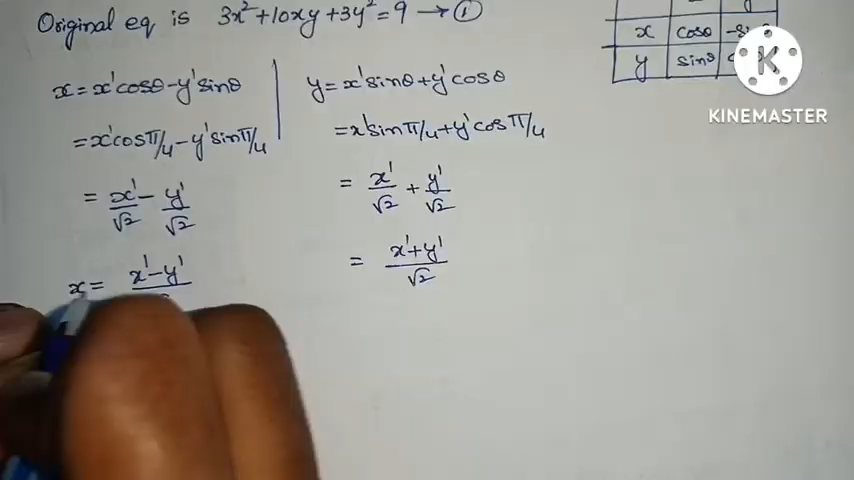 Original eq is 3x²+10xy+3y²=9 → ①
x cosθ -sinθ
y sinθ
KINEMASTER
x=x'cosθ-y'sinθ
=x'cosπ/4-y'sinπ/4
= x'/√2 - y'/√2
x= x'-y'
y=x'sinθ+y'cosθ
=x'sinπ/4+y'cosπ/4
= x'/√2 + y'/√2
= x'+y'/√2